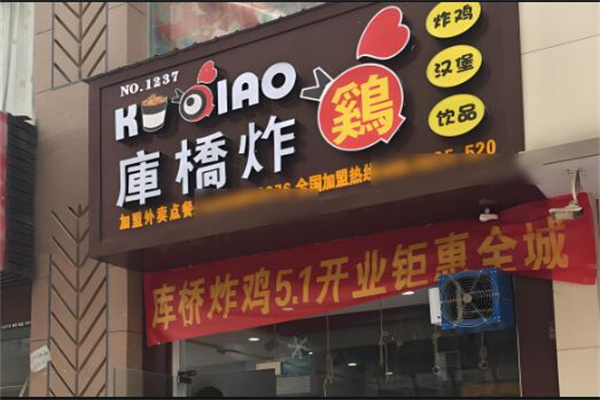 NO.1237
KUQIAO
庫橋炸鷄
炸鸡
汉堡
饮品
加盟外卖点餐 全国加盟热线 520
库桥炸鸡5.1开业钜惠全城